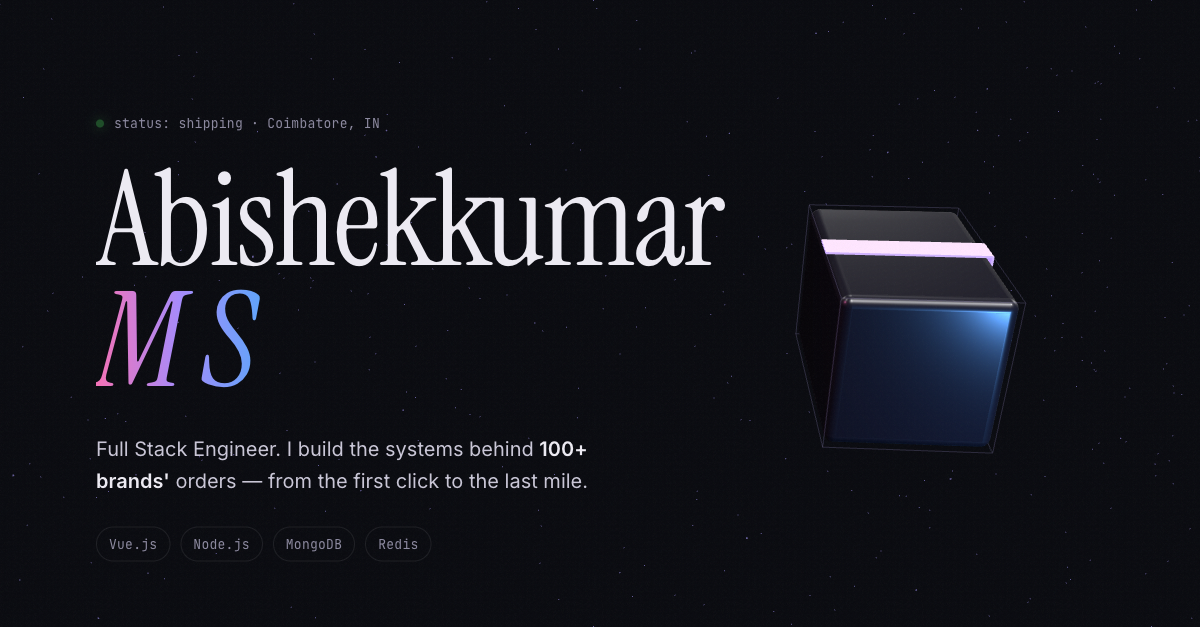 status: shipping · Coimbatore, IN
Abishekkumar
M S
Full Stack Engineer. I build the systems behind 100+
brands' orders — from the first click to the last mile.
Vue.js Node.js MongoDB Redis